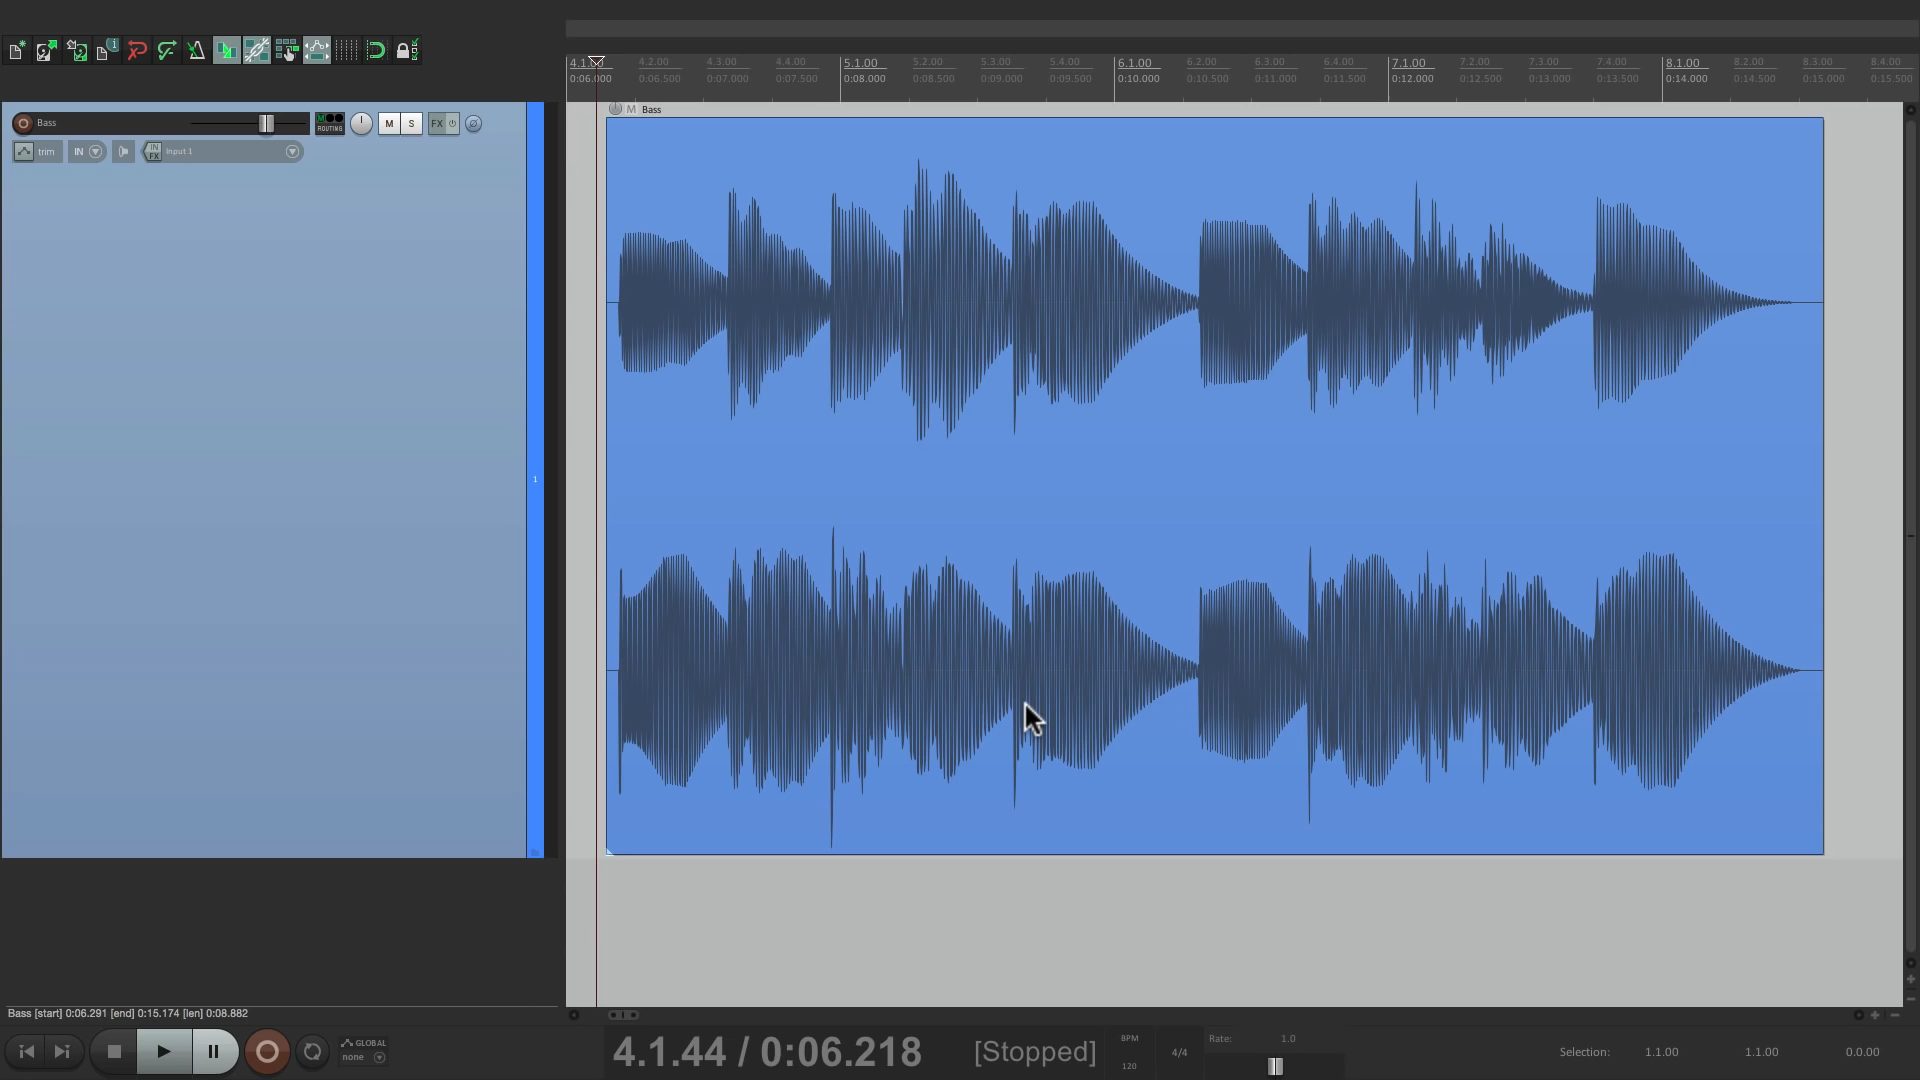 4.1.00 4.2.00 4.3.00 4.4.00 5.1.00 5.2.00 5.3.00 5.4.00 6.1.00 6.2.00 6.3.00 6.4.00 7.1.00 7.2.00 7.3.00 7.4.00 8.1.00 8.2.00 8.3.00 8.4.00
0:06.000 0:06.500 0:07.000 0:07.500 0:08.000 0:08.500 0:09.000 0:09.500 0:10.000 0:10.500 0:11.000 0:11.500 0:12.000 0:12.500 0:13.000 0:13.500 0:14.000 0:14.500 0:15.000 0:15.500
M Bass
Bass ROUTING M S FX
trim IN IN FX Input 1
1
Bass [start] 0:06.291 [end] 0:15.174 [len] 0:08.882
GLOBAL
none
4.1.44 / 0:06.218 [Stopped]
BPM
120
4/4
Rate: 1.0
Selection: 1.1.00 1.1.00 0.0.00